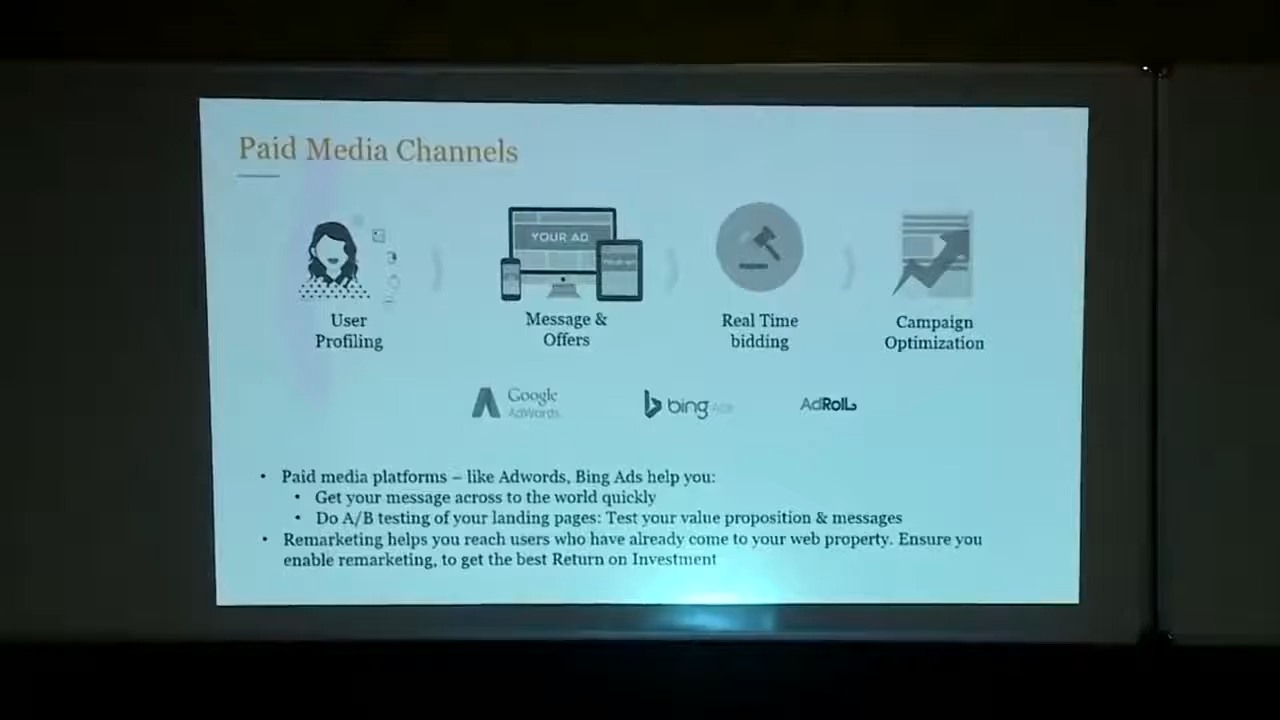 Paid Media Channels
YOUR AD
User
Profiling
Message &
Offers
Real Time
bidding
Campaign
Optimization
Google
AdWords
bing
AdRoll
• Paid media platforms – like Adwords, Bing Ads help you:
• Get your message across to the world quickly
• Do A/B testing of your landing pages: Test your value proposition & messages
• Remarketing helps you reach users who have already come to your web property. Ensure you
enable remarketing, to get the best Return on Investment